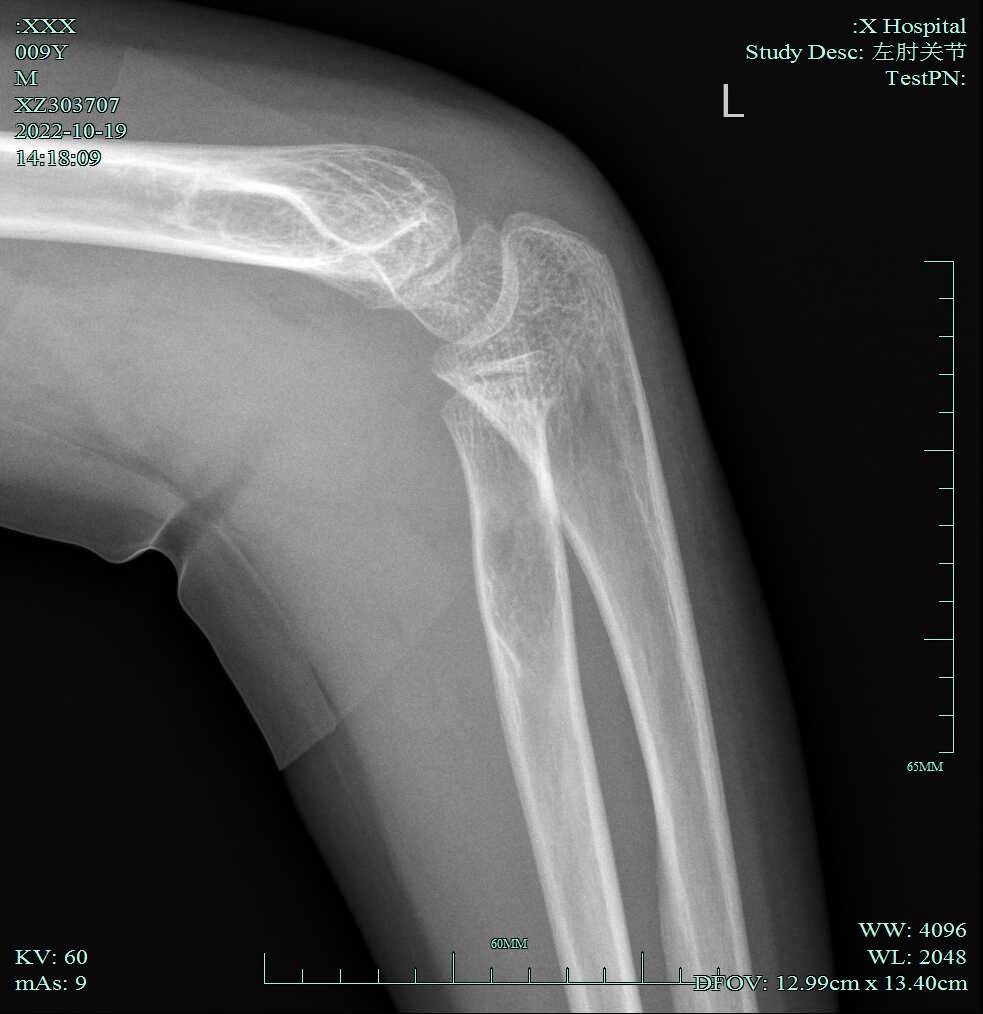 :XXX
009Y
M
XZ303707
2022-10-19
14:18:09
:X Hospital
Study Desc: 左肘关节
TestPN:
L
65MM
60MM
KV: 60
mAs: 9
WW: 4096
WL: 2048
DFOV: 12.99cm x 13.40cm